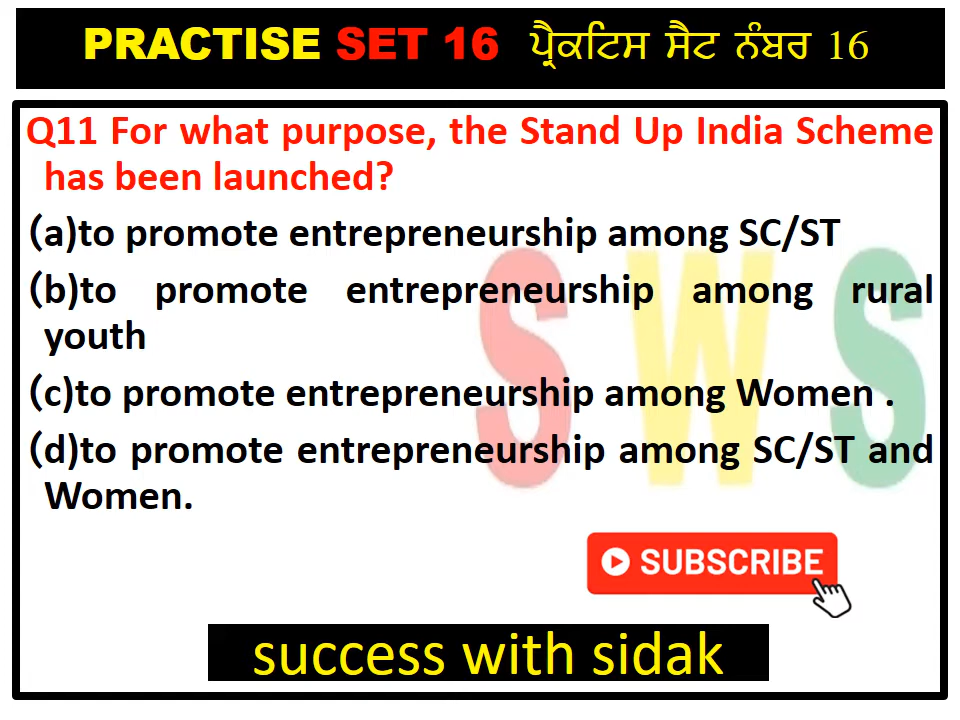 PRACTISE SET 16 ਪ੍ਰੈਕਟਿਸ ਸੈਟ ਨੰਬਰ 16
Q11 For what purpose, the Stand Up India Scheme
has been launched?
(a)to promote entrepreneurship among SC/ST
(b)to promote entrepreneurship among rural
youth
(c)to promote entrepreneurship among Women .
(d)to promote entrepreneurship among SC/ST and
Women.
SWS
SUBSCRIBE
success with sidak